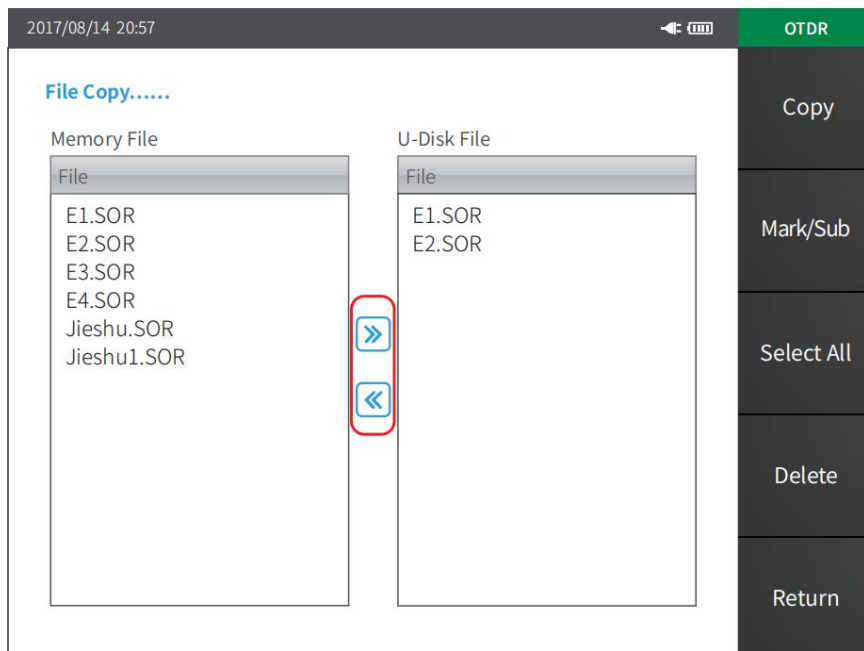 2017/08/14 20:57
OTDR
File Copy......
Memory File
File
E1.SOR
E2.SOR
E3.SOR
E4.SOR
Jieshu.SOR
Jieshu1.SOR
U-Disk File
File
E1.SOR
E2.SOR
Copy
Mark/Sub
Select All
Delete
Return